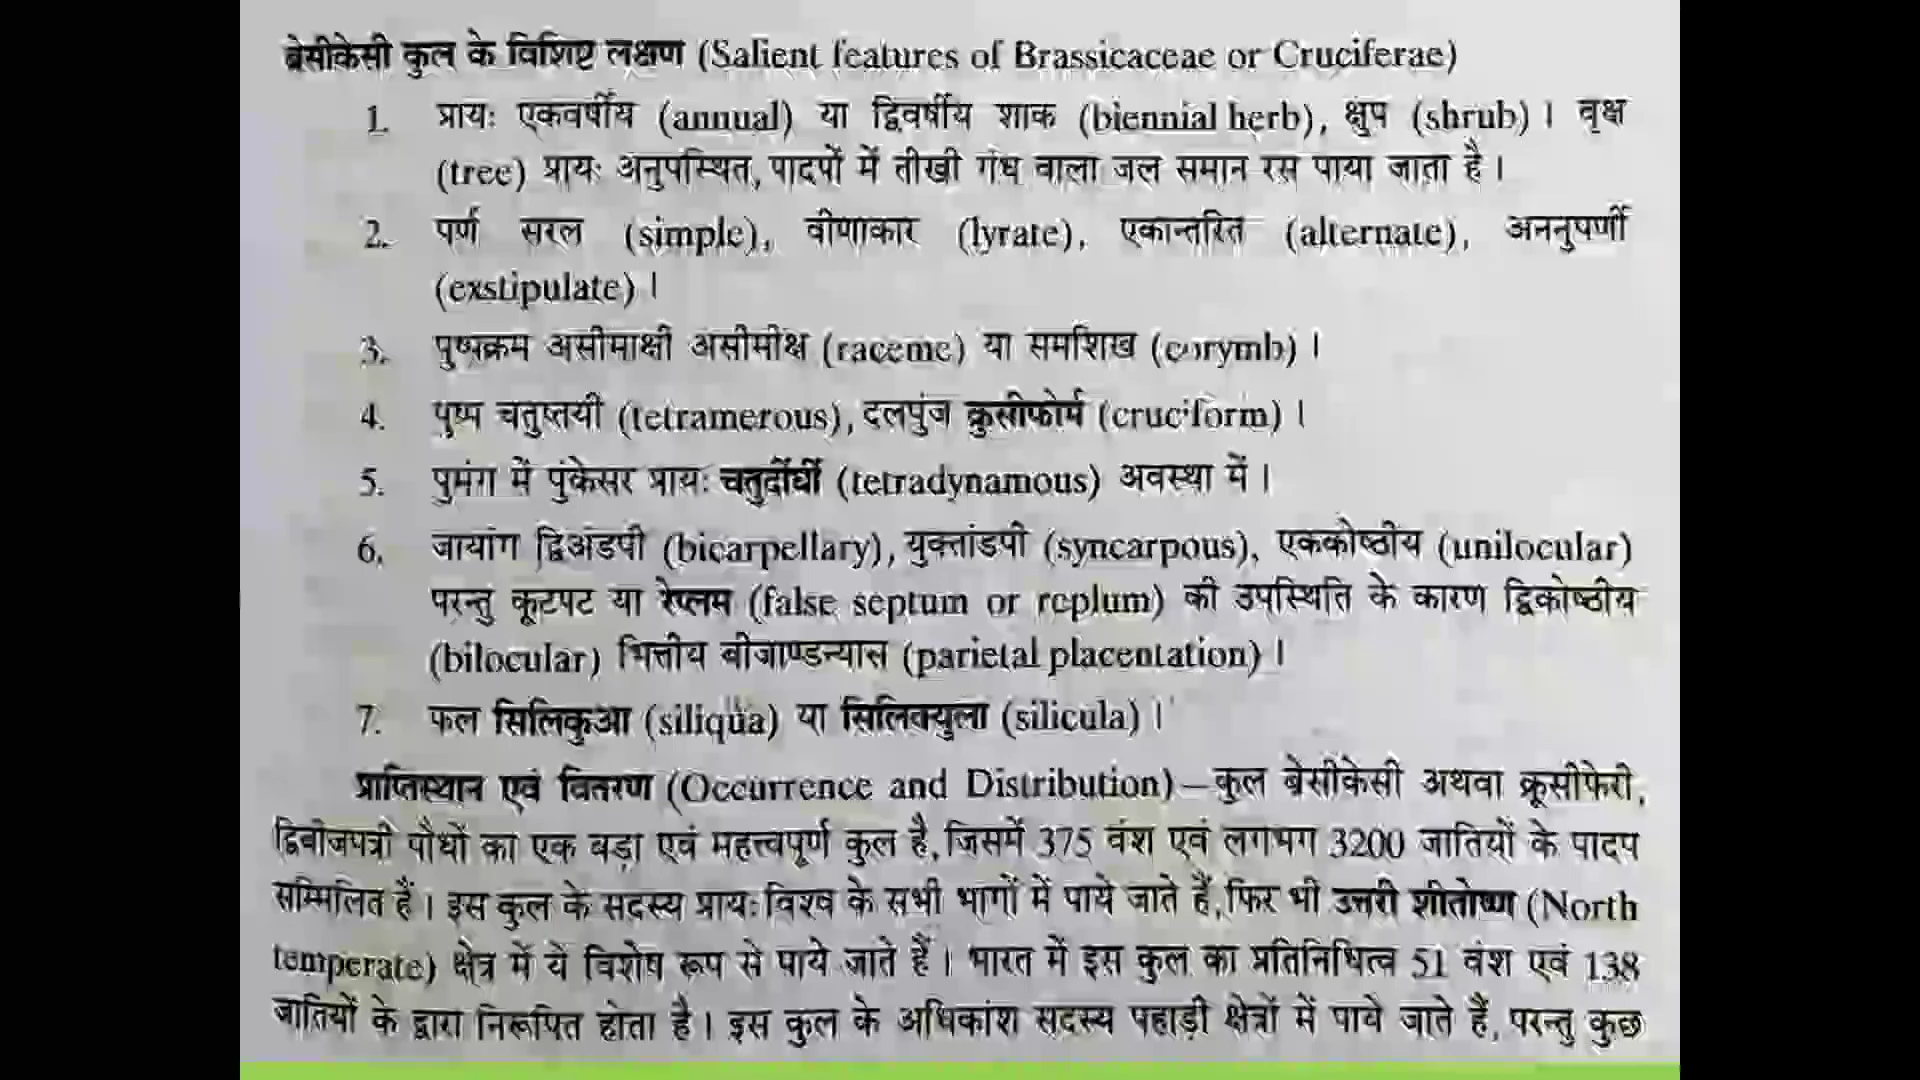 ब्रेसीकेसी कुल के विशिष्ट लक्षण (Salient features of Brassicaceae or Cruciferae)
1. प्रायः एकवर्षीय (annual) या द्विवर्षीय शाक (biennial herb), क्षुप (shrub)। वृक्ष
(tree) प्रायः अनुपस्थित, पादपों में तीखी गंध वाला जल समान रस पाया जाता है।
2. पर्ण सरल (simple), वीणाकार (lyrate), एकान्तरित (alternate), अननुपर्णी
(exstipulate)।
3. पुष्पक्रम असीमाक्षी असीमीक्ष (raceme) या समशिख (corymb)।
4. पुष्प चतुष्तयी (tetramerous), दलपुंज क्रुसीफोर्म (cruciform)।
5. पुमंग में पुंकेसर प्रायः चतुर्दीर्घी (tetradynamous) अवस्था में।
6. जायांग द्विअंडपी (bicarpellary), युक्तांडपी (syncarpous), एककोष्ठीय (unilocular)
परन्तु कूटपट या रेप्लम (false septum or replum) की उपस्थिति के कारण द्विकोष्ठीय
(bilocular) भित्तीय बीजाण्डन्यास (parietal placentation)।
7. फल सिलिकुआ (siliqua) या सिलिक्युला (silicula)।
प्राप्तिस्थान एवं वितरण (Occurrence and Distribution)—कुल ब्रेसीकेसी अथवा क्रूसीफेरी,
द्विबीजपत्री पौधों का एक बड़ा एवं महत्त्वपूर्ण कुल है, जिसमें 375 वंश एवं लगभग 3200 जातियों के पादप
सम्मिलित हैं। इस कुल के सदस्य प्रायः विश्व के सभी भागों में पाये जाते हैं, फिर भी उत्तरी शीतोष्ण (North
temperate) क्षेत्र में ये विशेष रूप से पाये जाते हैं। भारत में इस कुल का प्रतिनिधित्व 51 वंश एवं 138
जातियों के द्वारा निरूपित होता है। इस कुल के अधिकांश सदस्य पहाड़ी क्षेत्रों में पाये जाते हैं, परन्तु कुछ